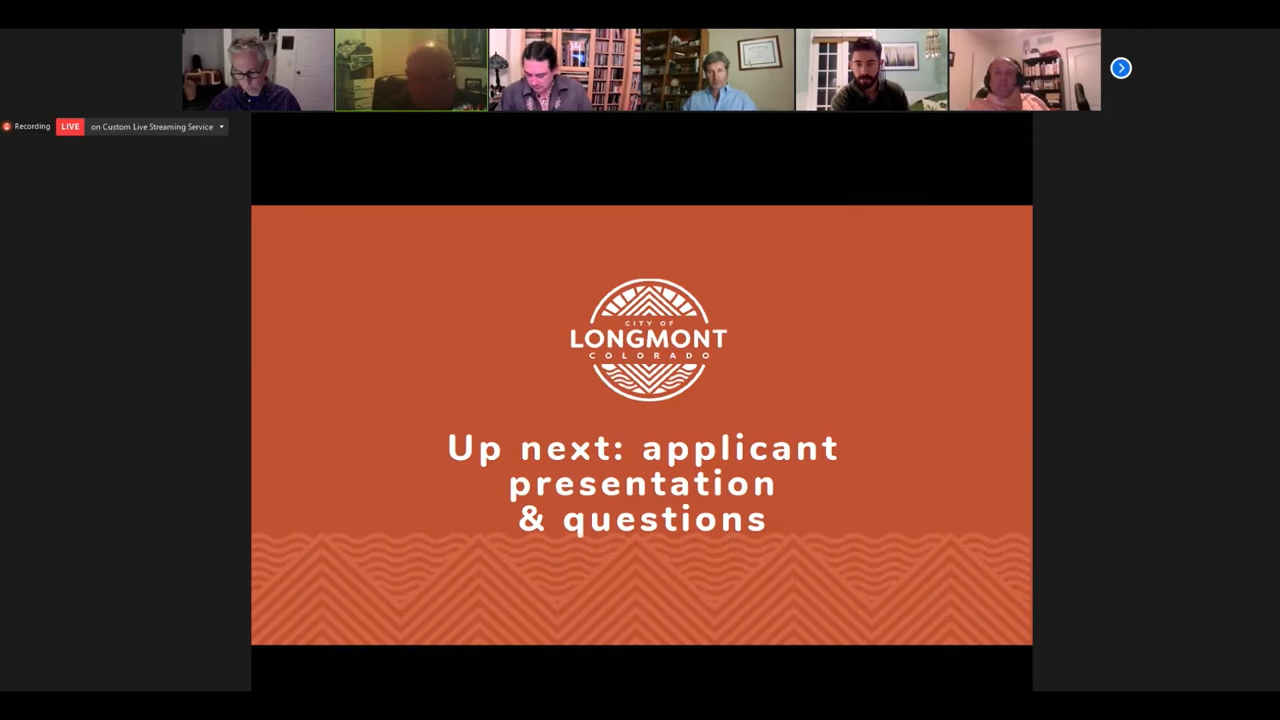 Recording
LIVE
on Custom Live Streaming Service
CITY OF
LONGMONT
COLORADO
Up next: applicant
presentation
& questions